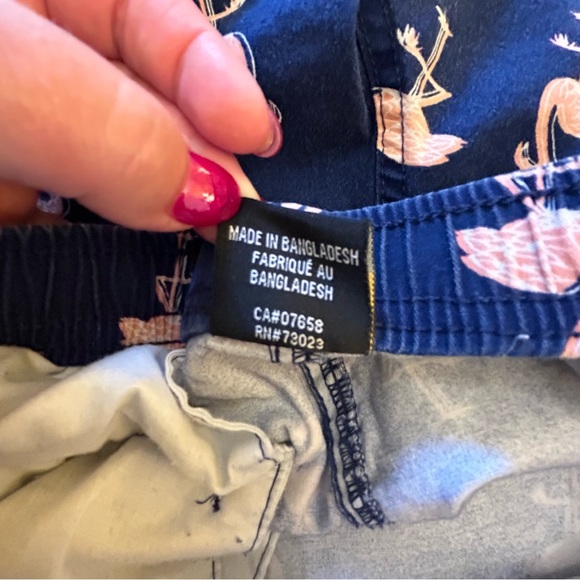 MADE IN BANGLADESH
FABRIQUÉ AU
BANGLADESH
CA#07658
RN#73023